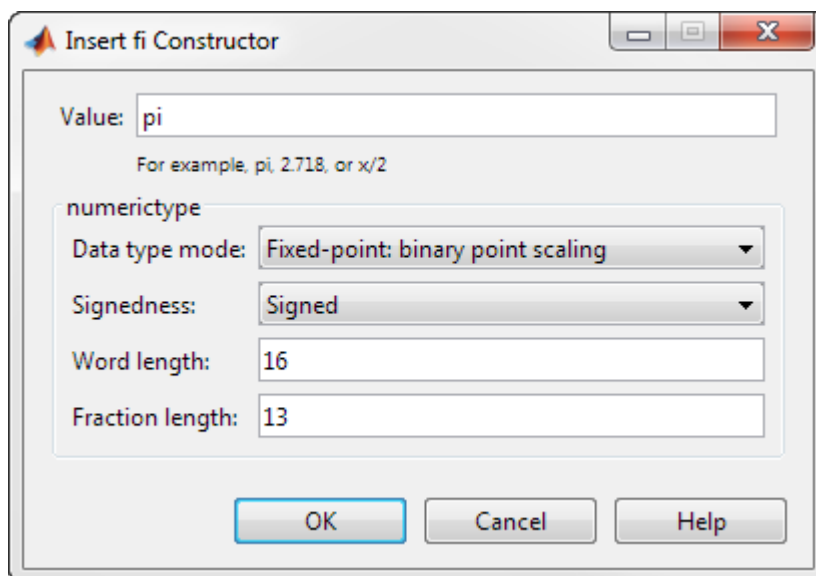 Insert fi Constructor
Value: pi
For example, pi, 2.718, or x/2
numerictype
Data type mode: Fixed-point: binary point scaling
Signedness: Signed
Word length: 16
Fraction length: 13
OK Cancel Help